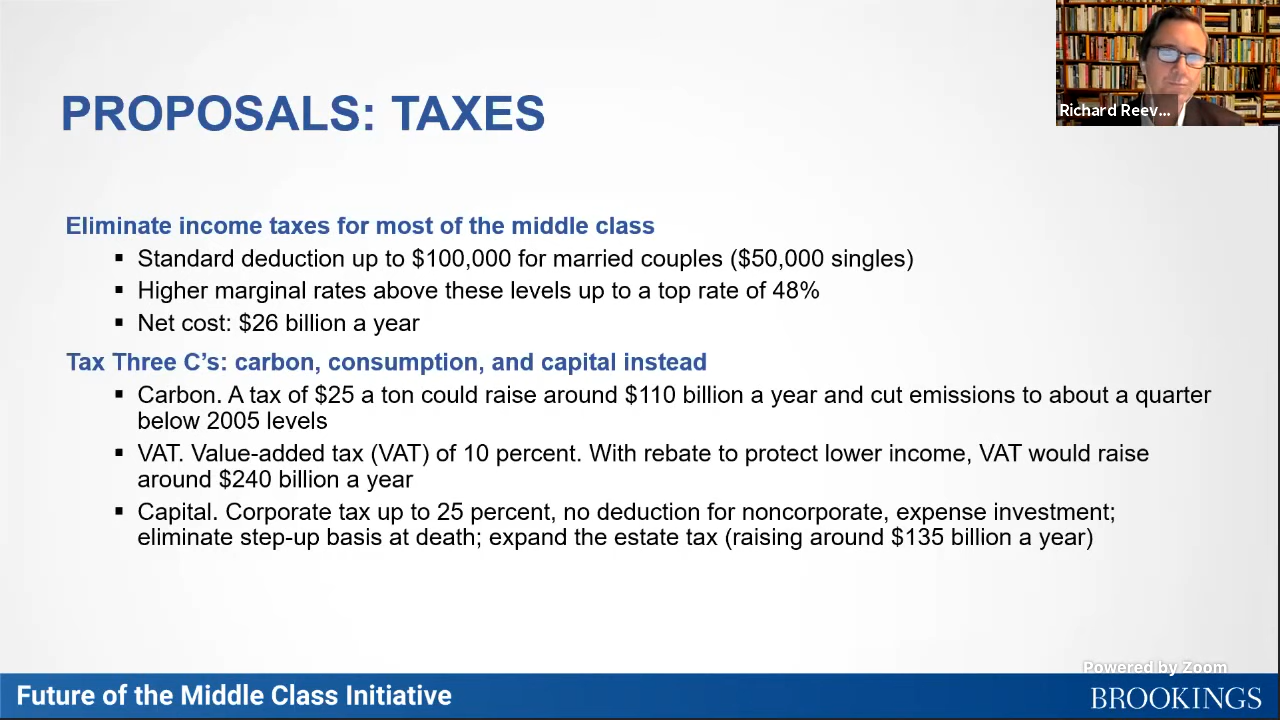 Richard Reev...
PROPOSALS: TAXES
Eliminate income taxes for most of the middle class
▪ Standard deduction up to $100,000 for married couples ($50,000 singles)
▪ Higher marginal rates above these levels up to a top rate of 48%
▪ Net cost: $26 billion a year
Tax Three C’s: carbon, consumption, and capital instead
▪ Carbon. A tax of $25 a ton could raise around $110 billion a year and cut emissions to about a quarter
below 2005 levels
▪ VAT. Value-added tax (VAT) of 10 percent. With rebate to protect lower income, VAT would raise
around $240 billion a year
▪ Capital. Corporate tax up to 25 percent, no deduction for noncorporate, expense investment;
eliminate step-up basis at death; expand the estate tax (raising around $135 billion a year)
Powered by Zoom
Future of the Middle Class Initiative
BROOKINGS